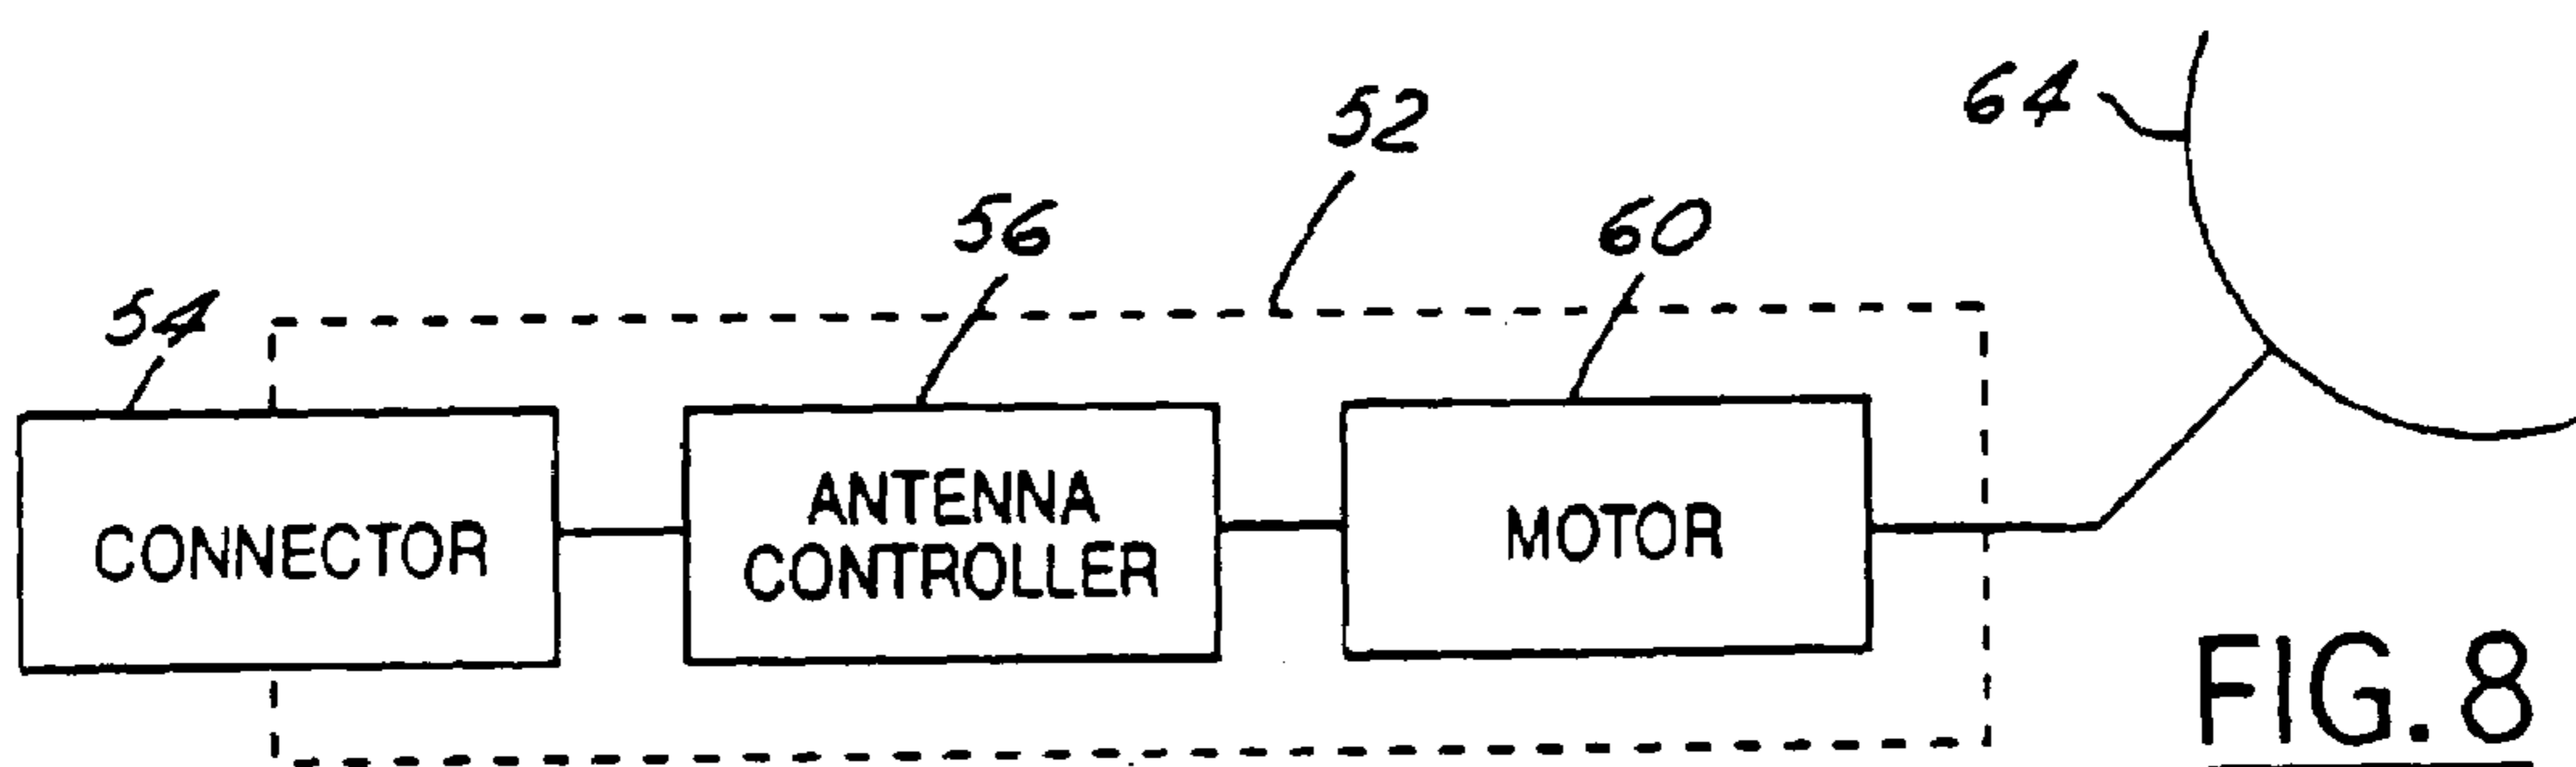 64
52
56
60
54
CONNECTOR
ANTENNA
CONTROLLER
MOTOR
FIG. 8